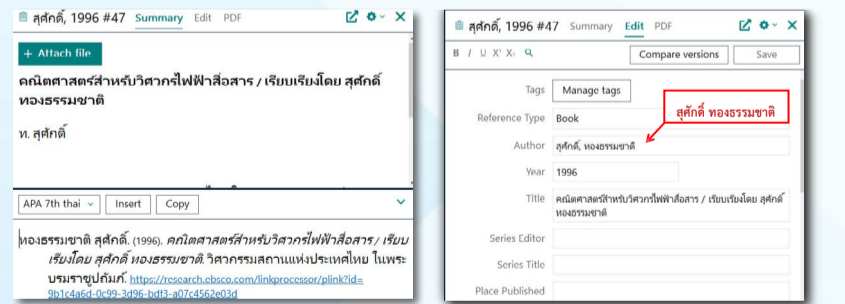 สุศักดิ์, 1996 #47 Summary Edit PDF
+ Attach file
คณิตศาสตร์สำหรับวิศวกรไฟฟ้าสื่อสาร / เรียบเรียงโดย สุศักดิ์
ทองธรรมชาติ
ท. สุศักดิ์
APA 7th thai Insert Copy
ทองธรรมชาติ สุศักดิ์. (1996). คณิตศาสตร์สำหรับวิศวกรไฟฟ้าสื่อสาร / เรียบ
เรียงโดย สุศักดิ์ ทองธรรมชาติ. วิศวกรรมสถานแห่งประเทศไทย ในพระ
บรมราชูปถัมภ์. https://research.ebsco.com/linkprocessor/plink?id=
9b1c4a6d-0c99-3d96-bdf3-a07c4562e03d
สุศักดิ์, 1996 #47 Summary Edit PDF
B I U X¹ X₁ Compare versions Save
Tags Manage tags
Reference Type Book
สุศักดิ์ ทองธรรมชาติ
Author สุศักดิ์, ทองธรรมชาติ
Year 1996
Title คณิตศาสตร์สำหรับวิศวกรไฟฟ้าสื่อสาร / เรียบเรียงโดย สุศักดิ์
ทองธรรมชาติ
Series Editor
Series Title
Place Published